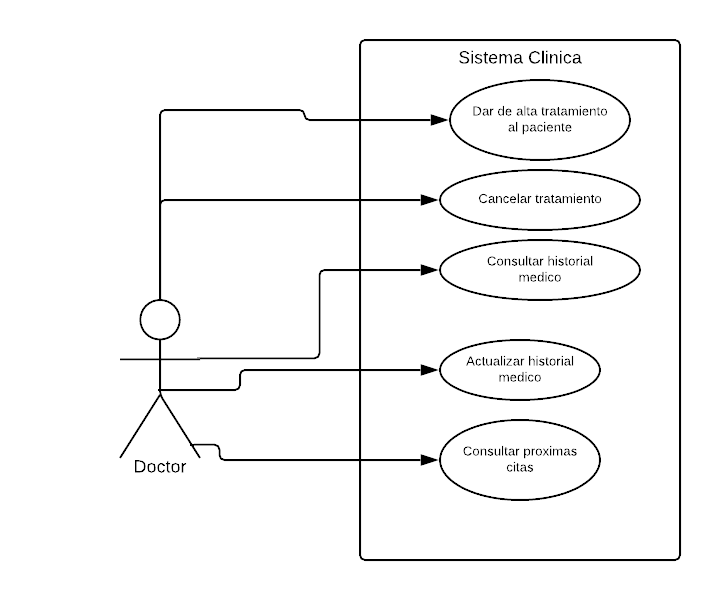 Sistema Clinica
Dar de alta tratamiento
al paciente
Cancelar tratamiento
Consultar historial
medico
Actualizar historial
medico
Consultar proximas
citas
Doctor